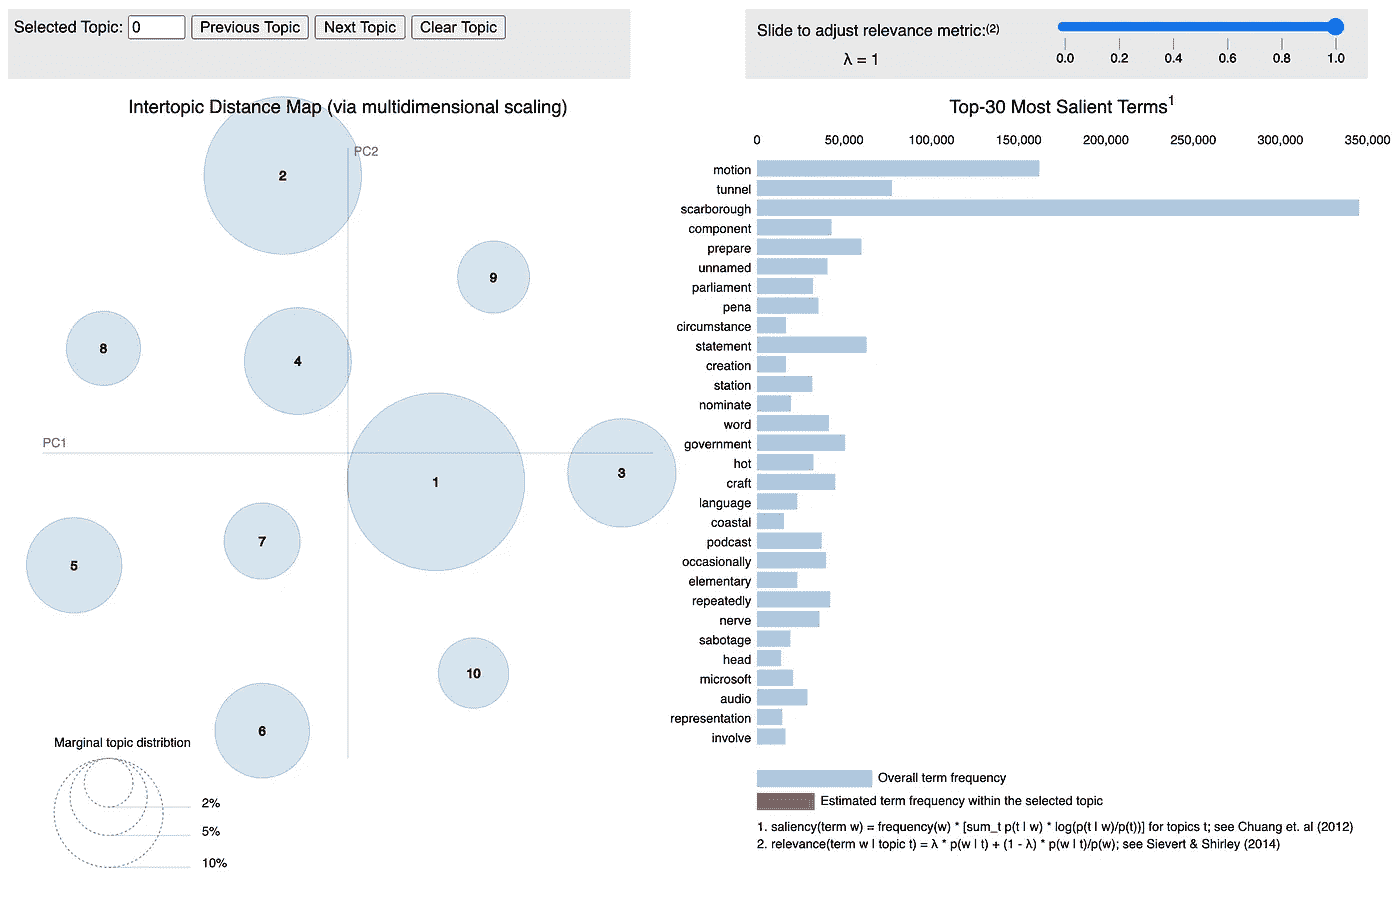 Selected Topic: 0 Previous Topic Next Topic Clear Topic
Slide to adjust relevance metric:(2)
λ = 1
0.0 0.2 0.4 0.6 0.8 1.0
Intertopic Distance Map (via multidimensional scaling)
PC2
PC1
2
9
8
4
1
3
7
5
10
6
Marginal topic distribtion
2%
5%
10%
Top-30 Most Salient Terms1
0 50,000 100,000 150,000 200,000 250,000 300,000 350,000
motion
tunnel
scarborough
component
prepare
unnamed
parliament
pena
circumstance
statement
creation
station
nominate
word
government
hot
craft
language
coastal
podcast
occasionally
elementary
repeatedly
nerve
sabotage
head
microsoft
audio
representation
involve
Overall term frequency
Estimated term frequency within the selected topic
1. saliency(term w) = frequency(w) * [sum_t p(t | w) * log(p(t | w)/p(t))] for topics t; see Chuang et. al (2012)
2. relevance(term w | topic t) = λ * p(w | t) + (1 - λ) * p(w | t)/p(w); see Sievert & Shirley (2014)